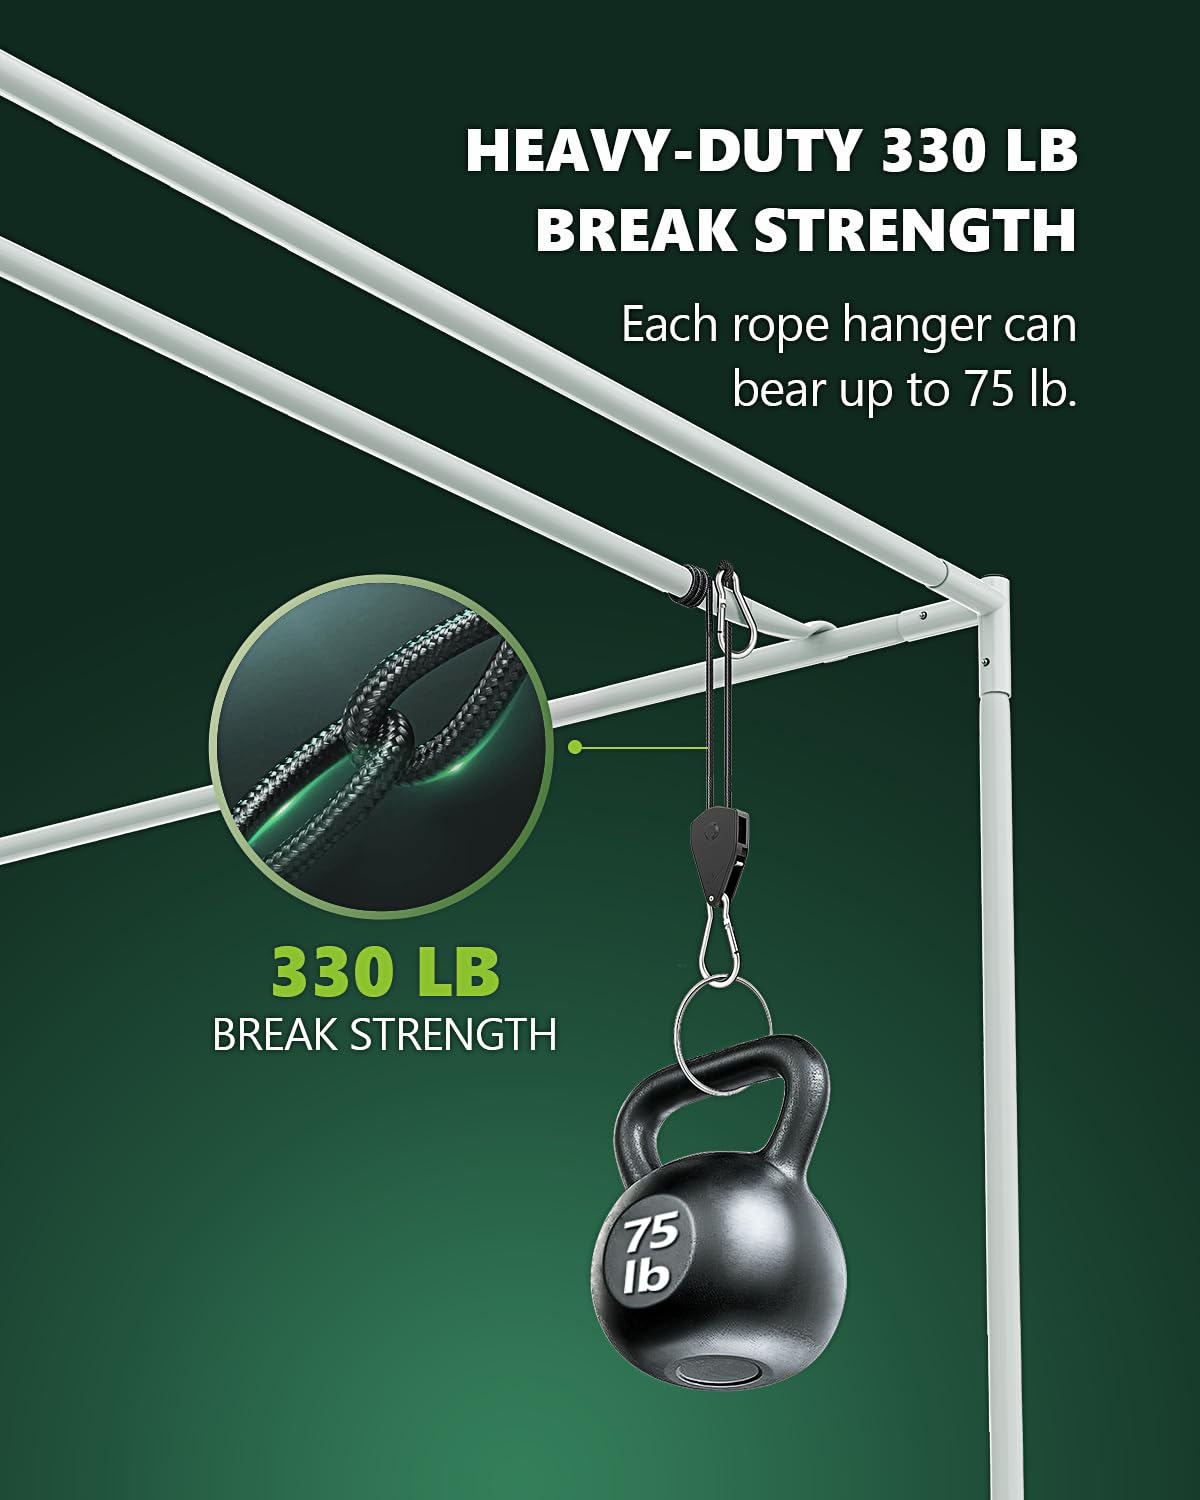 HEAVY-DUTY 330 LB
BREAK STRENGTH
Each rope hanger can
bear up to 75 lb.
330 LB
BREAK STRENGTH
75
lb